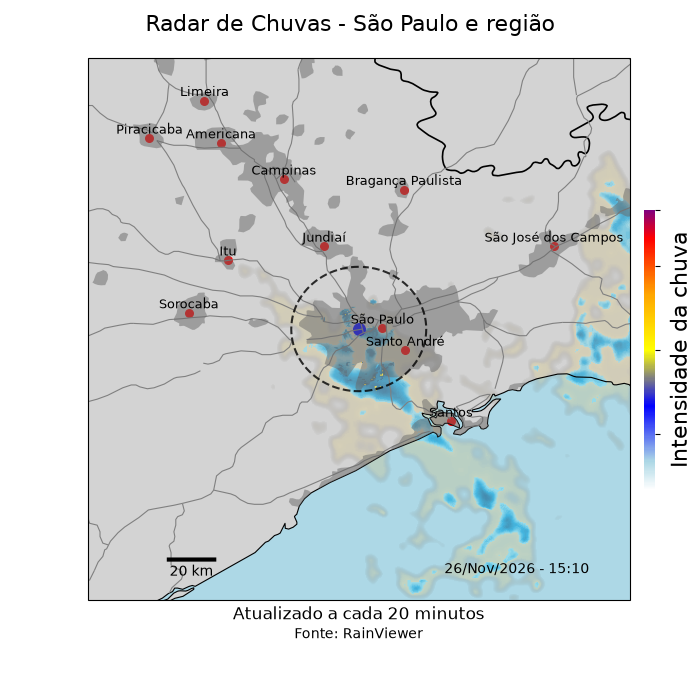 Radar de Chuvas - São Paulo e região
Limeira
Piracicaba
Americana
Campinas
Bragança Paulista
Jundiaí
São José dos Campos
Itu
Sorocaba
São Paulo
Santo André
Santos
Intensidade da chuva
26/Nov/2026 - 15:10
20 km
Atualizado a cada 20 minutos
Fonte: RainViewer